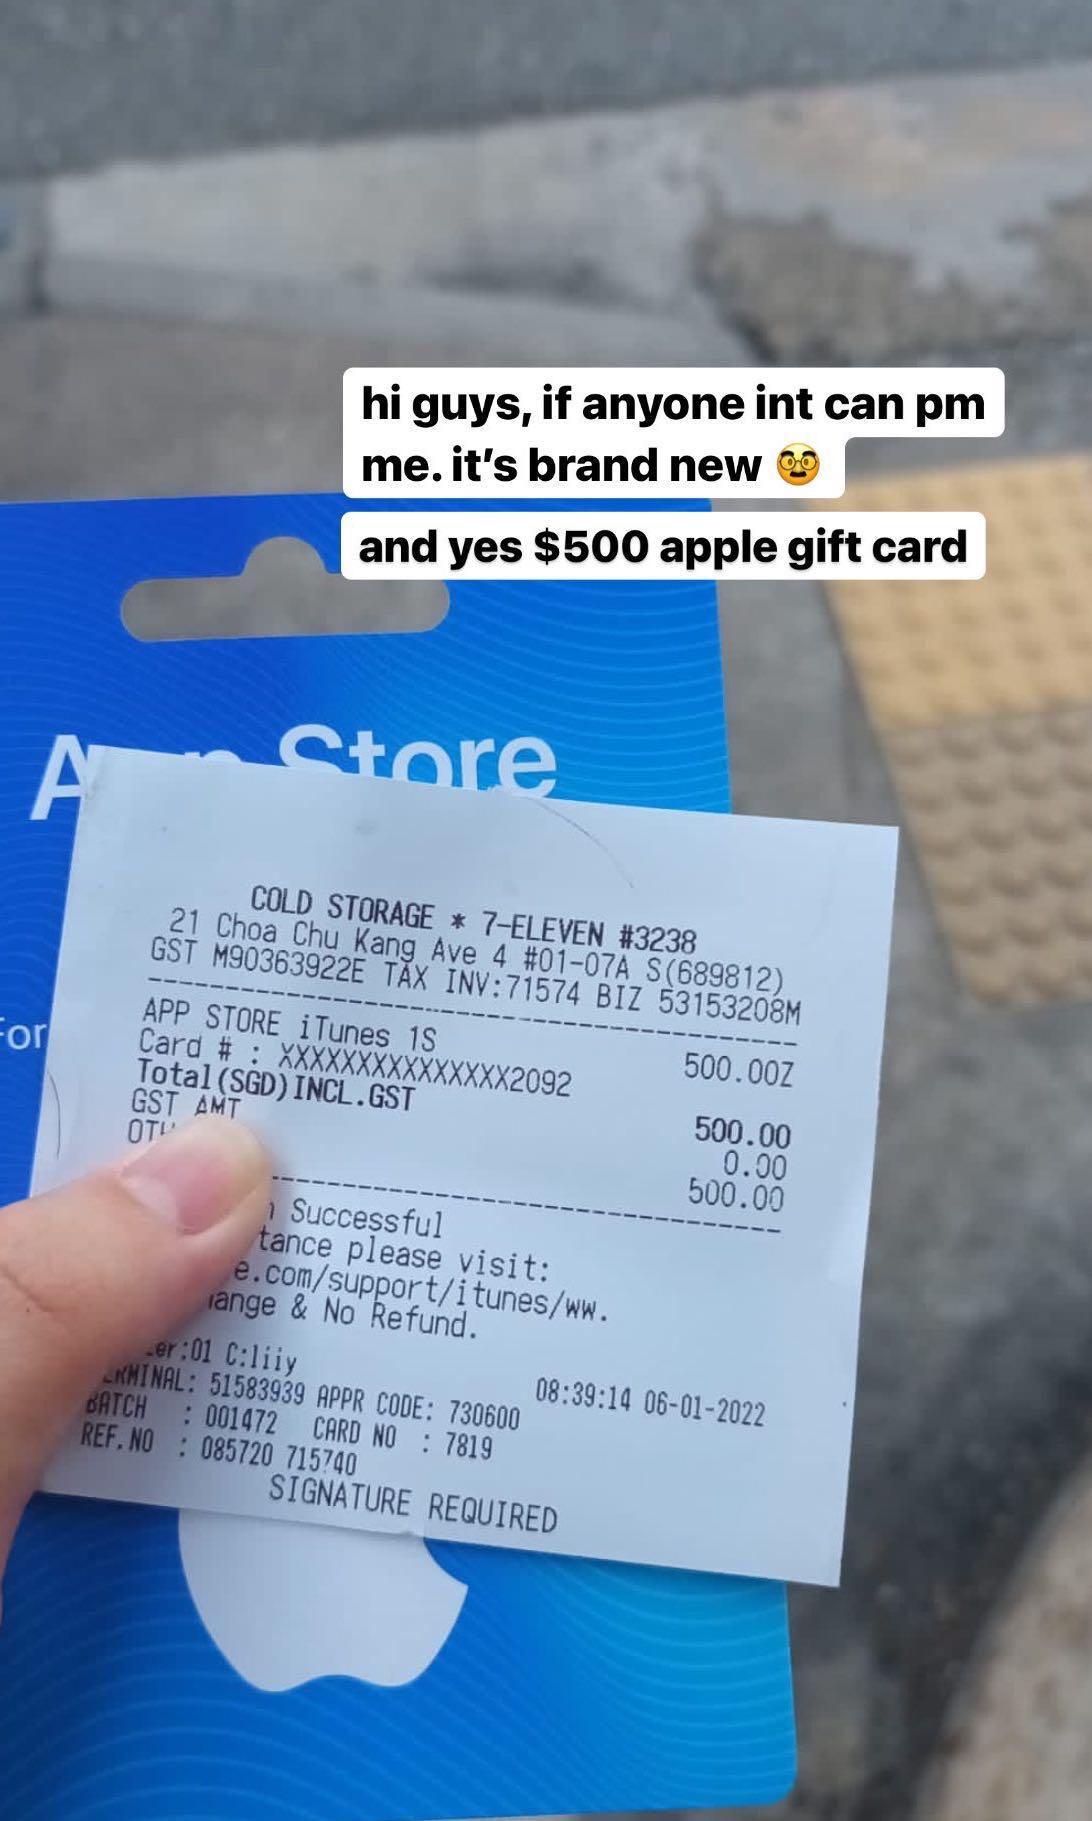 hi guys, if anyone int can pm
me. it's brand new 🥸
and yes $500 apple gift card
Store
For
COLD STORAGE * 7-ELEVEN #3238
21 Choa Chu Kang Ave 4 #01-07A S(689812)
GST M90363922E TAX INV:71574 BIZ 53153208M
APP STORE iTunes 1S 500.00Z
Card # : XXXXXXXXXXXXXXX2092
Total(SGD)INCL.GST 500.00
GST AMT 0.00
500.00
Successful
tance please visit:
e.com/support/itunes/ww.
ange & No Refund.
er:01 C:liiy 08:39:14 06-01-2022
ERMINAL: 51583939 APPR CODE: 730600
BATCH : 001472 CARD NO : 7819
REF.NO : 085720 715740
SIGNATURE REQUIRED